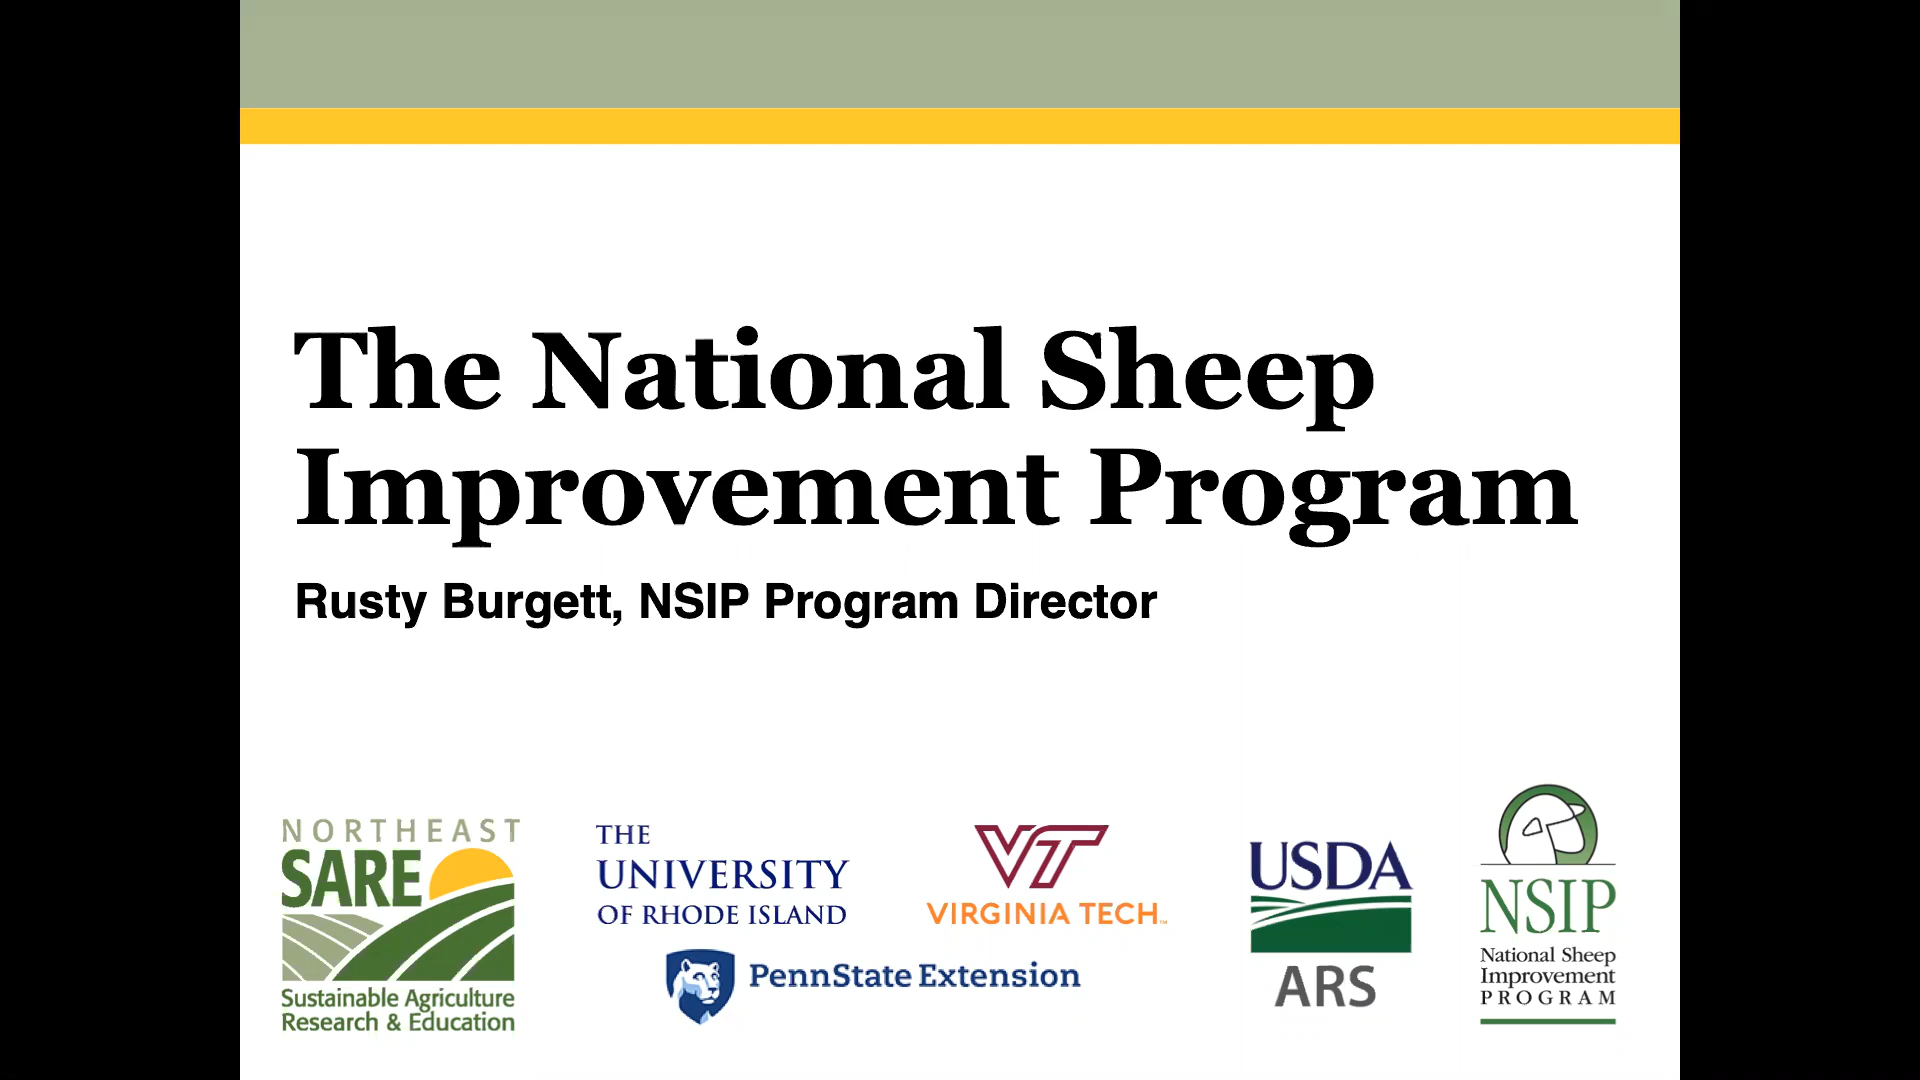 The National Sheep
Improvement Program
Rusty Burgett, NSIP Program Director
NORTHEAST
SARE
Sustainable Agriculture
Research & Education
THE
UNIVERSITY
OF RHODE ISLAND
VT
VIRGINIA TECH™
PennState Extension
USDA
ARS
NSIP
National Sheep
Improvement
PROGRAM